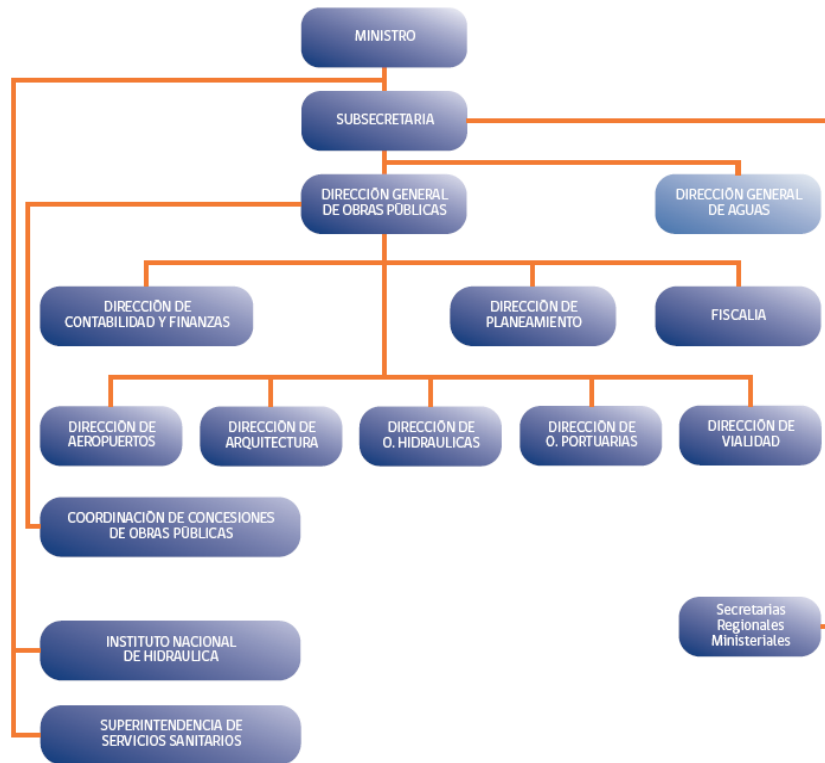 MINISTRO
SUBSECRETARIA
DIRECCIÓN GENERAL
DE OBRAS PÚBLICAS
DIRECCIÓN GENERAL
DE AGUAS
DIRECCIÓN DE
CONTABILIDAD Y FINANZAS
DIRECCIÓN DE
PLANEAMIENTO
FISCALIA
DIRECCIÓN DE
AEROPUERTOS
DIRECCIÓN DE
ARQUITECTURA
DIRECCIÓN DE
O. HIDRAULICAS
DIRECCIÓN DE
O. PORTUARIAS
DIRECCIÓN DE
VIALIDAD
COORDINACIÓN DE CONCESIONES
DE OBRAS PÚBLICAS
Secretarias
Regionales
Ministeriales
INSTITUTO NACIONAL
DE HIDRAULICA
SUPERINTENDENCIA DE
SERVICIOS SANITARIOS